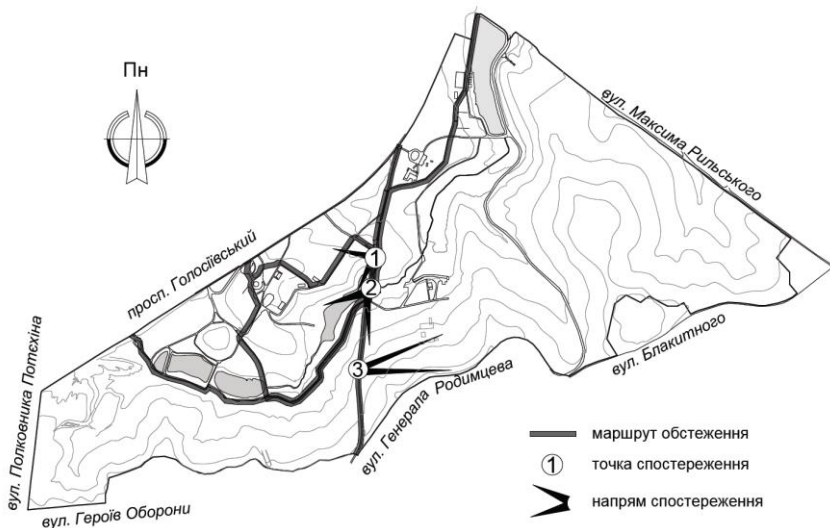 Пн
вул. Максима Рильського
просп. Голосіївський
1
2
3
вул. Полковника Потєхіна
вул. Блакитного
вул. Генерала Родимцева
вул. Героїв Оборони
маршрут обстеження
1 точка спостереження
напрям спостереження